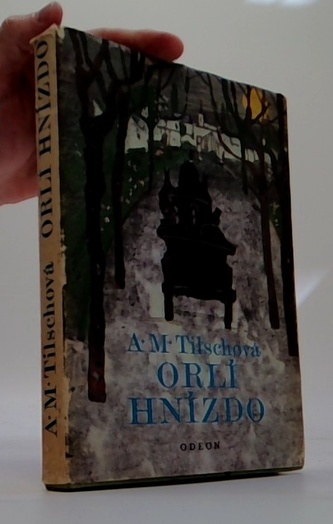 A·M·Tilschová ORLÍ HNÍZDO
A·M·Tilschová
ORLÍ
HNÍZDO
ODEON